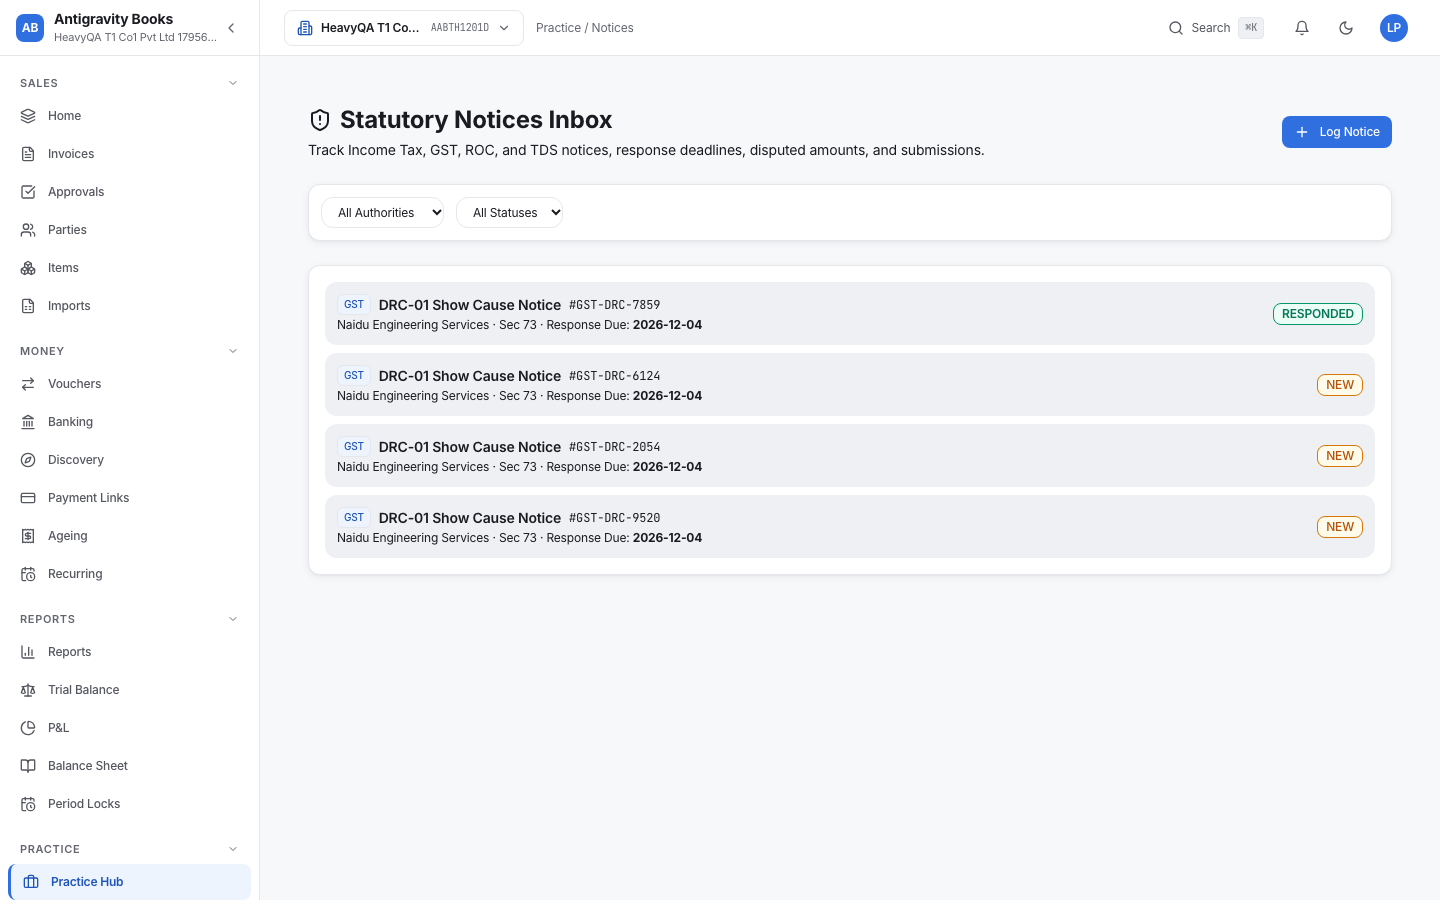 AB
Antigravity Books
HeavyQA T1 Co1 Pvt Ltd 17956...
HeavyQA T1 Co... AABTH1201D
Practice / Notices
Search ⌘K
LP
SALES
Home
Invoices
Approvals
Parties
Items
Imports
MONEY
Vouchers
Banking
Discovery
Payment Links
Ageing
Recurring
REPORTS
Reports
Trial Balance
P&L
Balance Sheet
Period Locks
PRACTICE
Practice Hub
Statutory Notices Inbox
Track Income Tax, GST, ROC, and TDS notices, response deadlines, disputed amounts, and submissions.
+ Log Notice
All Authorities
All Statuses
GST DRC-01 Show Cause Notice #GST-DRC-7859
Naidu Engineering Services · Sec 73 · Response Due: 2026-12-04
RESPONDED
GST DRC-01 Show Cause Notice #GST-DRC-6124
Naidu Engineering Services · Sec 73 · Response Due: 2026-12-04
NEW
GST DRC-01 Show Cause Notice #GST-DRC-2054
Naidu Engineering Services · Sec 73 · Response Due: 2026-12-04
NEW
GST DRC-01 Show Cause Notice #GST-DRC-9520
Naidu Engineering Services · Sec 73 · Response Due: 2026-12-04
NEW